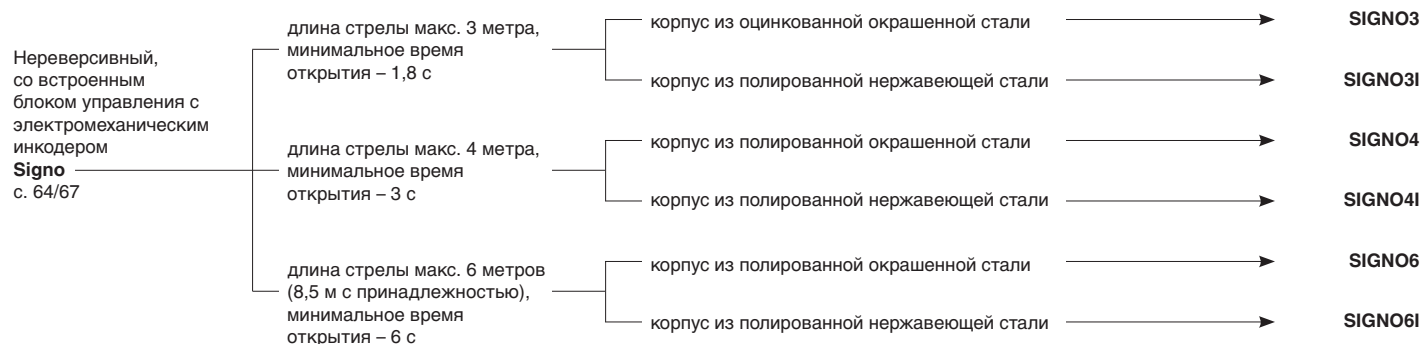 Нереверсивный,
со встроенным
блоком управления с
электромеханическим
инкодером
Signo
с. 64/67
длина стрелы макс. 3 метра,
минимальное время
открытия – 1,8 с
корпус из оцинкованной окрашенной стали
SIGNO3
корпус из полированной нержавеющей стали
SIGNO3I
длина стрелы макс. 4 метра,
минимальное время
открытия – 3 с
корпус из полированной окрашенной стали
SIGNO4
корпус из полированной нержавеющей стали
SIGNO4I
длина стрелы макс. 6 метров
(8,5 м с принадлежностью),
минимальное время
открытия – 6 с
корпус из полированной окрашенной стали
SIGNO6
корпус из полированной нержавеющей стали
SIGNO6I